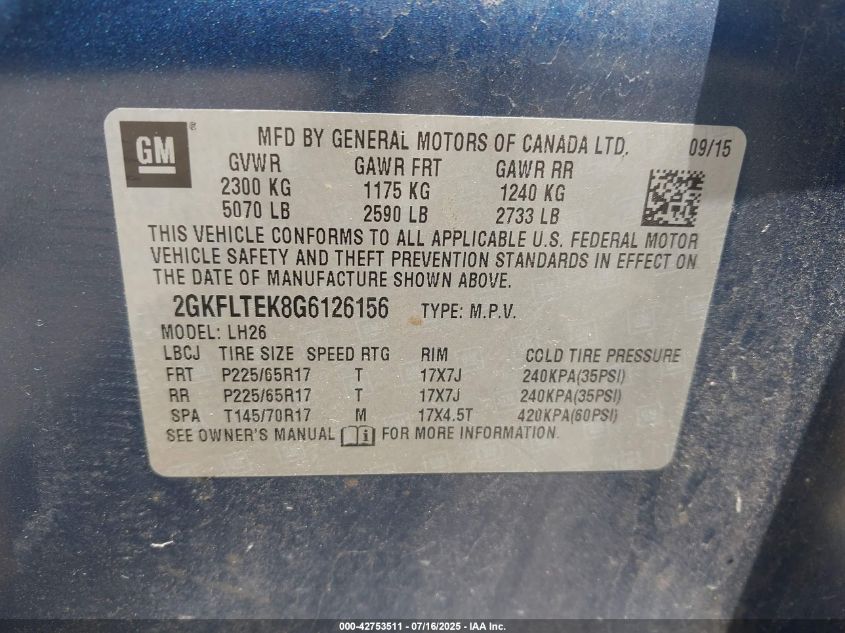 GM ®
MFD BY GENERAL MOTORS OF CANADA LTD. 09/15
GVWR GAWR FRT GAWR RR
2300 KG 1175 KG 1240 KG
5070 LB 2590 LB 2733 LB
THIS VEHICLE CONFORMS TO ALL APPLICABLE U.S. FEDERAL MOTOR
VEHICLE SAFETY AND THEFT PREVENTION STANDARDS IN EFFECT ON
THE DATE OF MANUFACTURE SHOWN ABOVE.
2GKFLTEK8G6126156 TYPE: M.P.V.
MODEL: LH26
LBCJ TIRE SIZE SPEED RTG RIM COLD TIRE PRESSURE
FRT P225/65R17 T 17X7J 240KPA(35PSI)
RR P225/65R17 T 17X7J 240KPA(35PSI)
SPA T145/70R17 M 17X4.5T 420KPA(60PSI)
SEE OWNER'S MANUAL FOR MORE INFORMATION.
000-42753511 - 07/16/2025 - IAA Inc.